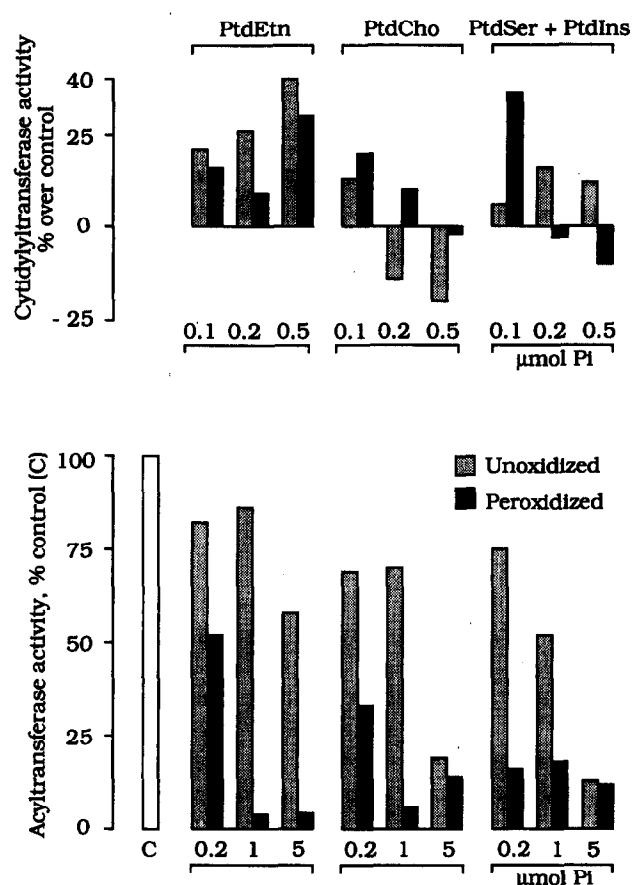 PtdEtn PtdCho PtdSer + PtdIns
Cytidylyltransferase activity
% over control
40
25
0
- 25
0.1 0.2 0.5 0.1 0.2 0.5 0.1 0.2 0.5
μmol Pi
Acyltransferase activity, % control (C)
100
75
50
25
0
Unoxidized
Peroxidized
C 0.2 1 5 0.2 1 5 0.2 1 5
μmol Pi